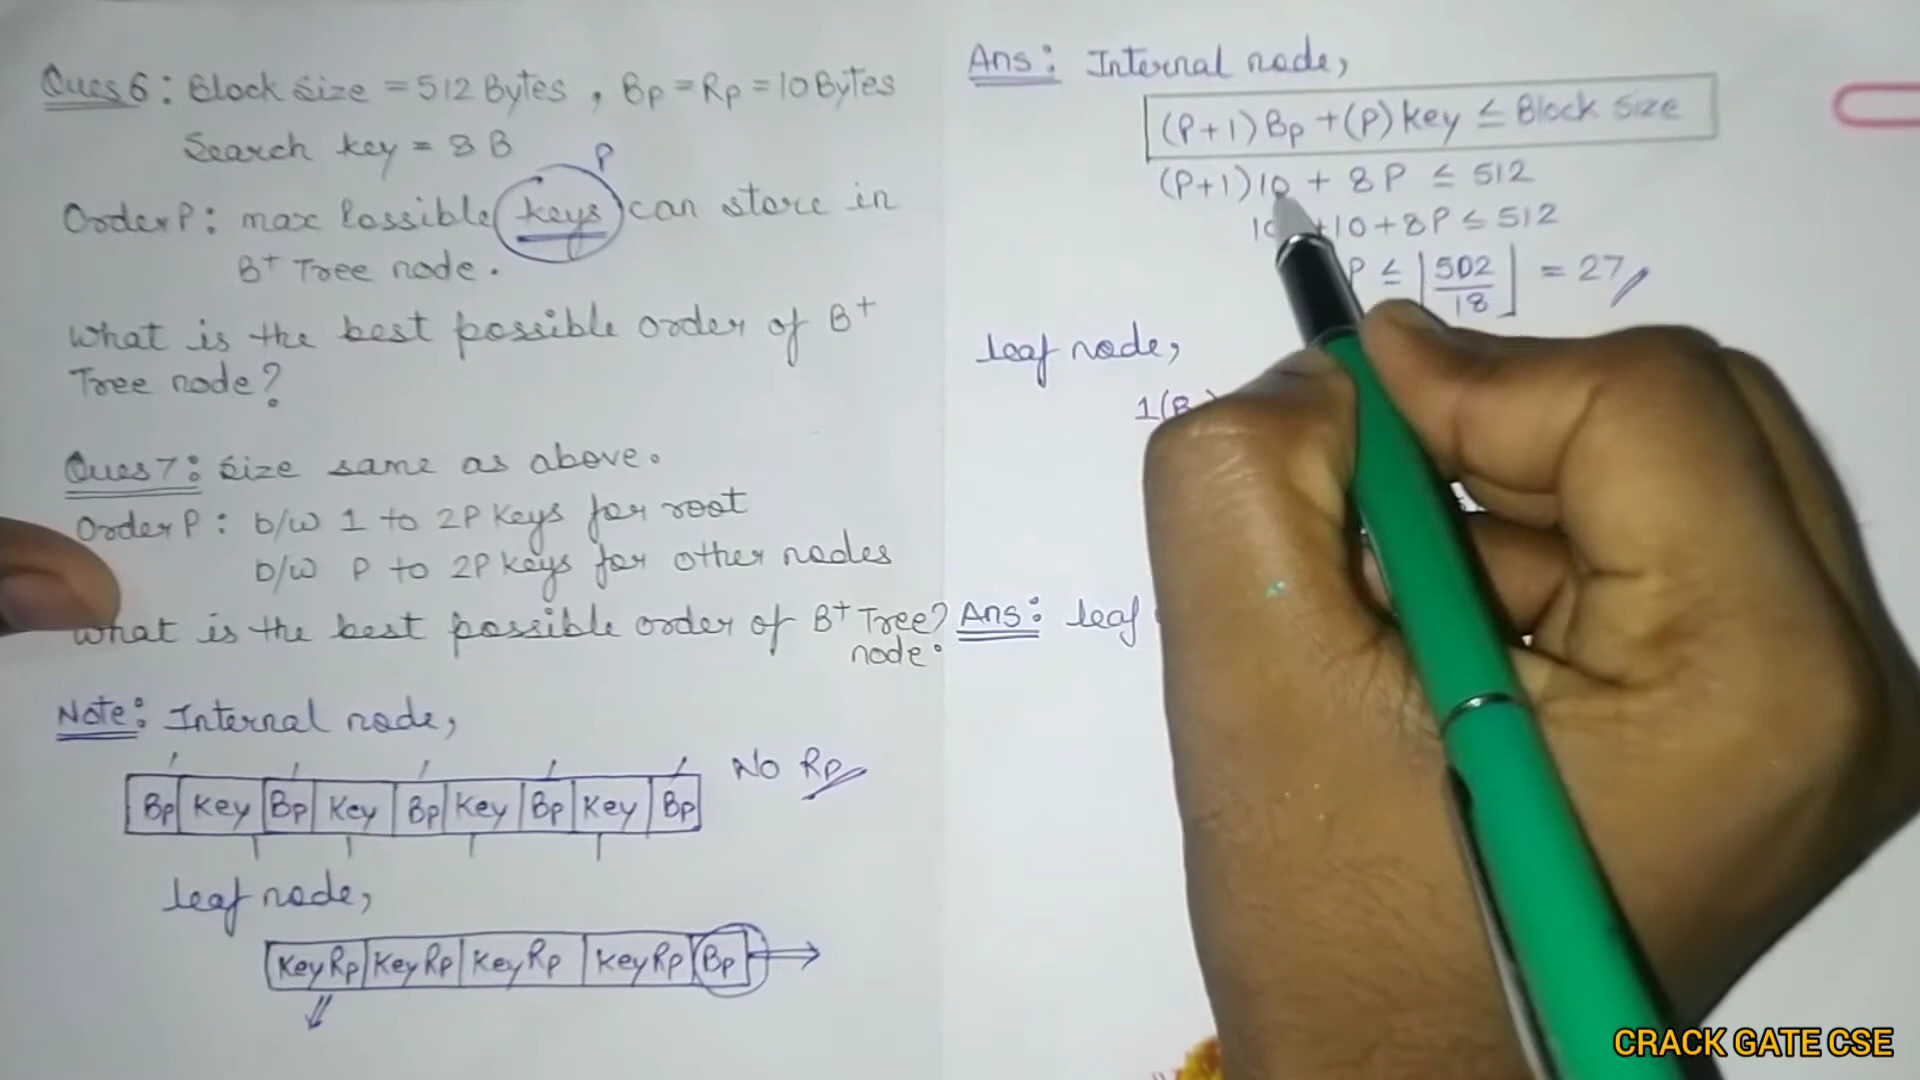 Ques 6: Block size = 512 Bytes, Bp = Rp = 10 Bytes
Search key = 8 B
P
Order P: max Possible keys can store in
B+ Tree node.
What is the best possible order of B+
Tree node?
Ques 7: Size same as above.
Order P: b/w 1 to 2P keys for root
b/w P to 2P keys for other nodes
What is the best possible order of B+ Tree?
node.
Note: Internal node,
Bp key Bp key Bp key Bp key Bp
No Rp
leaf node,
key Rp key Rp key Rp key Rp Bp
Ans: Internal node,
(P+1) Bp + (P) key ≤ Block size
(P+1)10 + 8P ≤ 512
+10+8P ≤ 512
P ≤ ⌊502/18⌋ = 27
leaf node,
Ans: leaf
CRACK GATE CSE